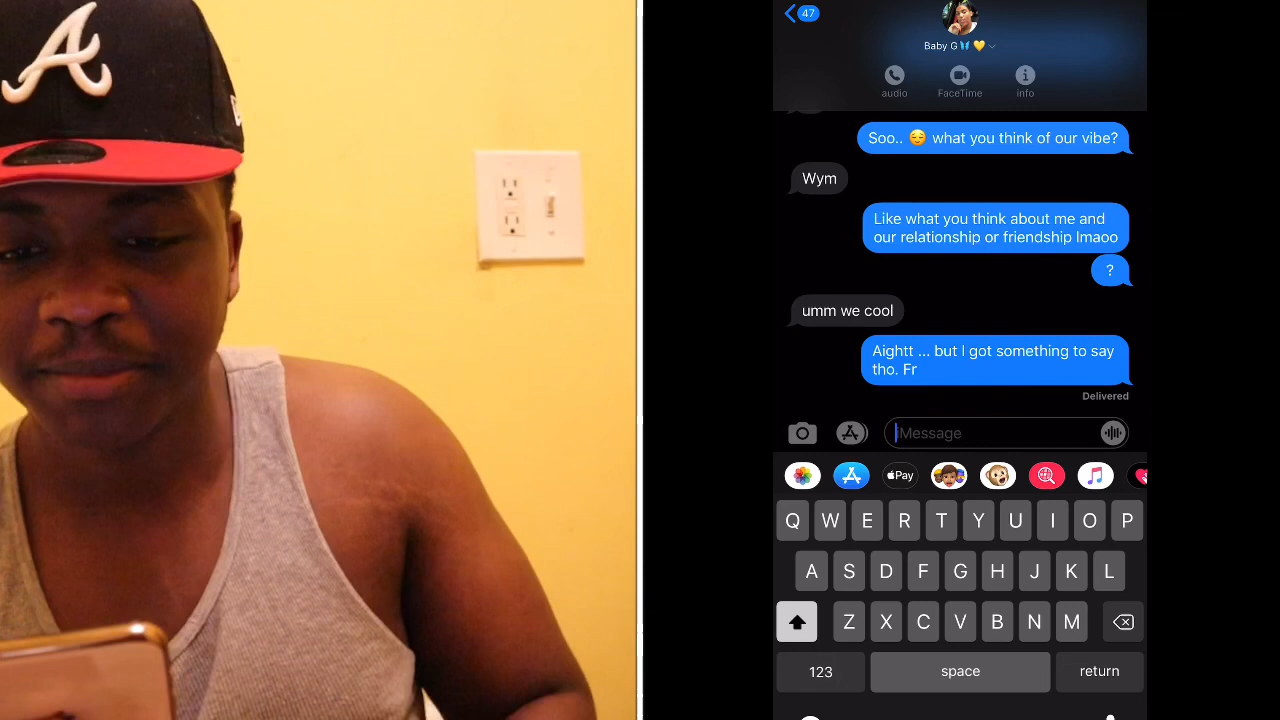 A
47
Baby G 🦋 💛
audio
FaceTime
info
Soo.. 😌 what you think of our vibe?
Wym
Like what you think about me and
our relationship or friendship lmaoo
?
umm we cool
Aightt ... but I got something to say
tho. Fr
Delivered
iMessage
Pay
Q W E R T Y U I O P
A S D F G H J K L
Z X C V B N M
123
space
return